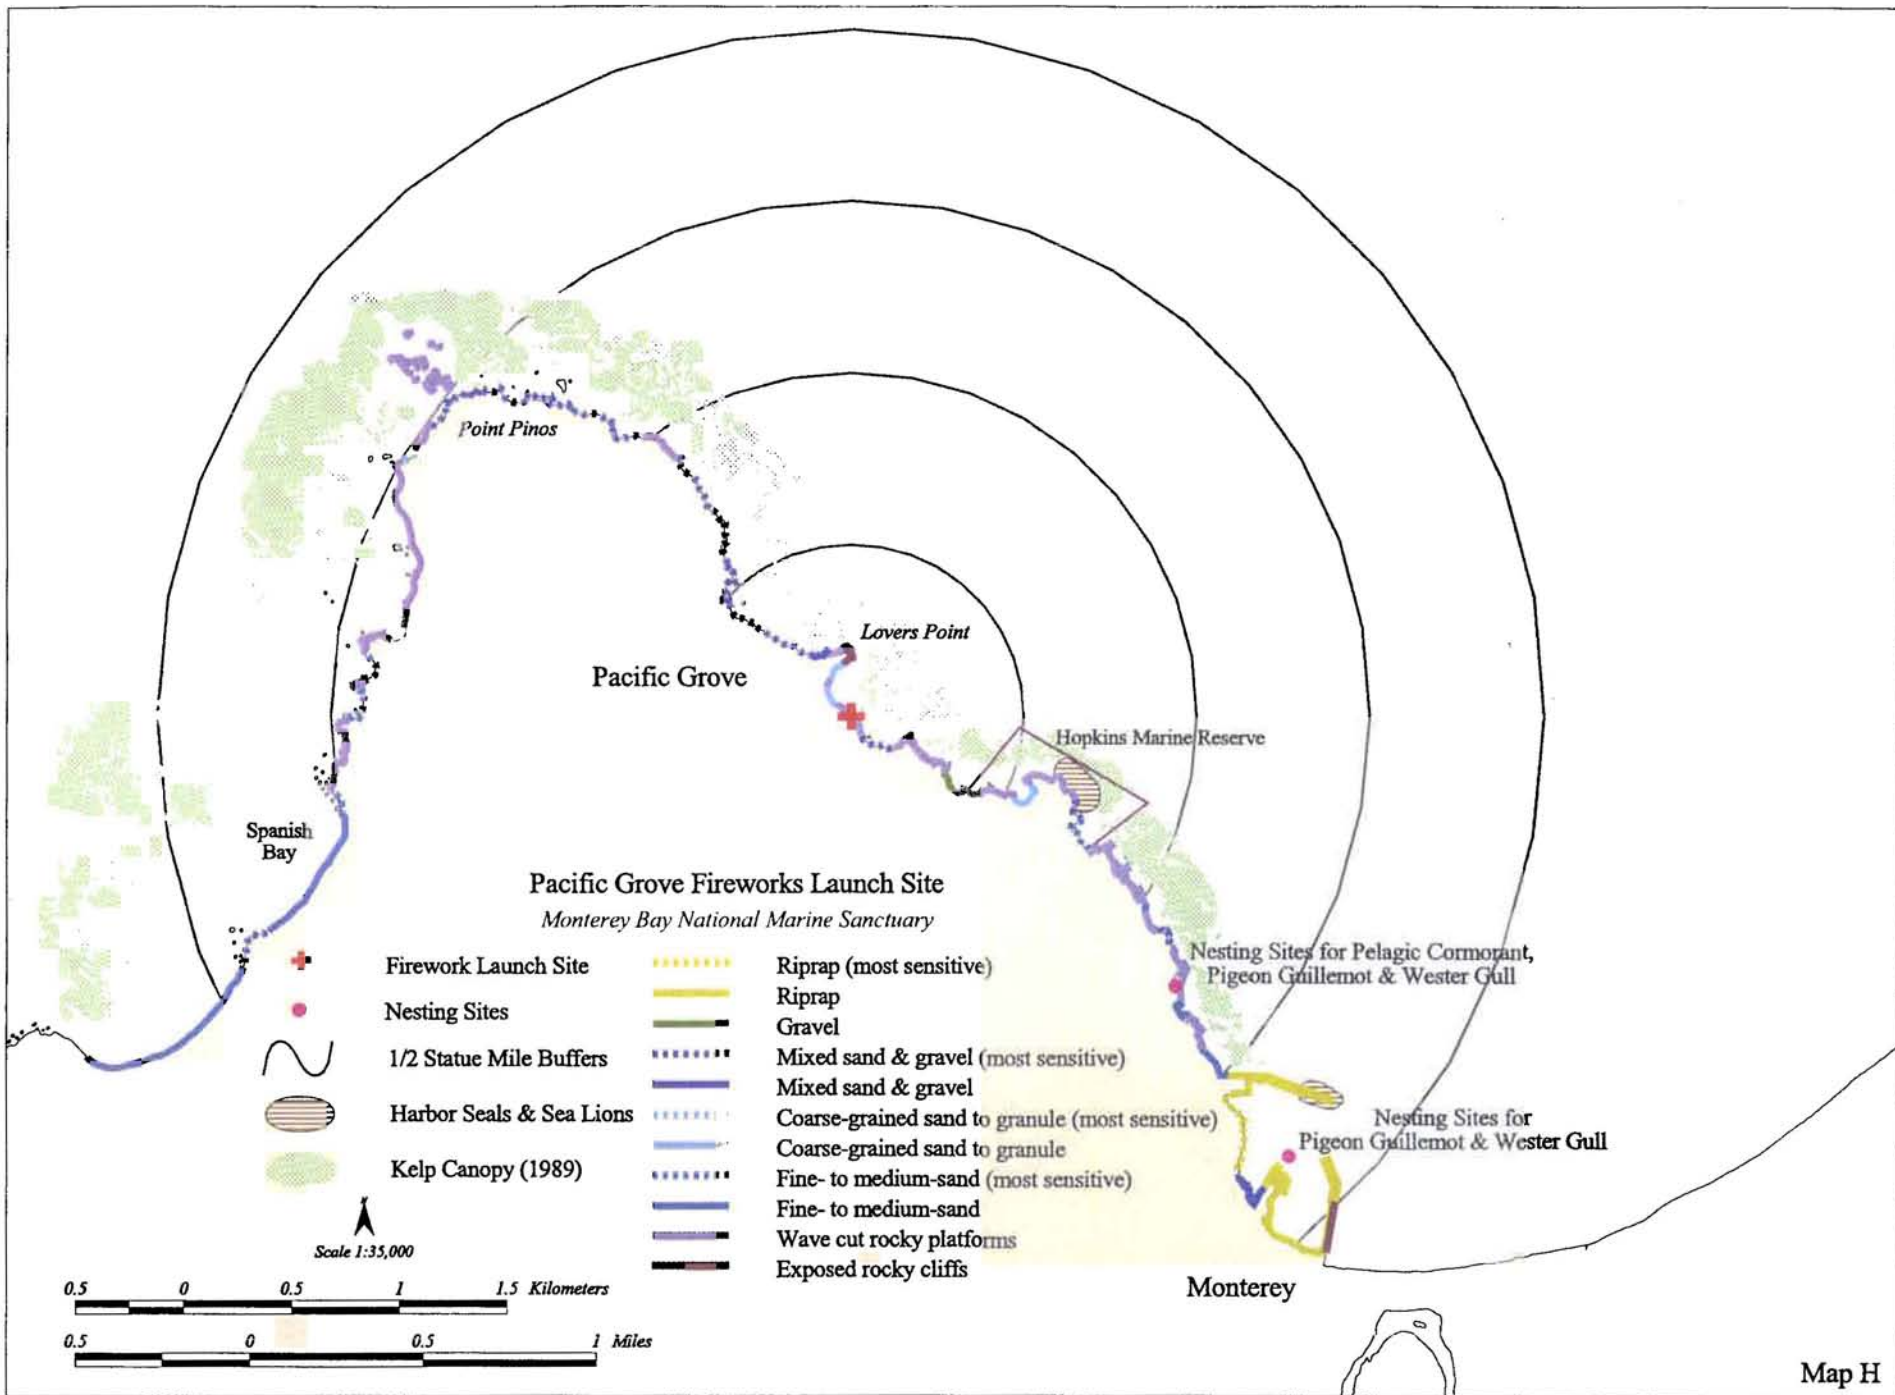 Point Pinos
Lovers Point
Pacific Grove
Hopkins Marine Reserve
Spanish
Bay
Pacific Grove Fireworks Launch Site
Monterey Bay National Marine Sanctuary
Nesting Sites for Pelagic Cormorant,
Pigeon Guillemot & Wester Gull
Firework Launch Site
Nesting Sites
1/2 Statue Mile Buffers
Harbor Seals & Sea Lions
Kelp Canopy (1989)
Riprap (most sensitive)
Riprap
Gravel
Mixed sand & gravel (most sensitive)
Mixed sand & gravel
Coarse-grained sand to granule (most sensitive)
Coarse-grained sand to granule
Fine- to medium-sand (most sensitive)
Fine- to medium-sand
Wave cut rocky platforms
Exposed rocky cliffs
Nesting Sites for
Pigeon Guillemot & Wester Gull
Scale 1:35,000
0.5 0 0.5 1 1.5 Kilometers
0.5 0 0.5 1 Miles
Monterey
Map H